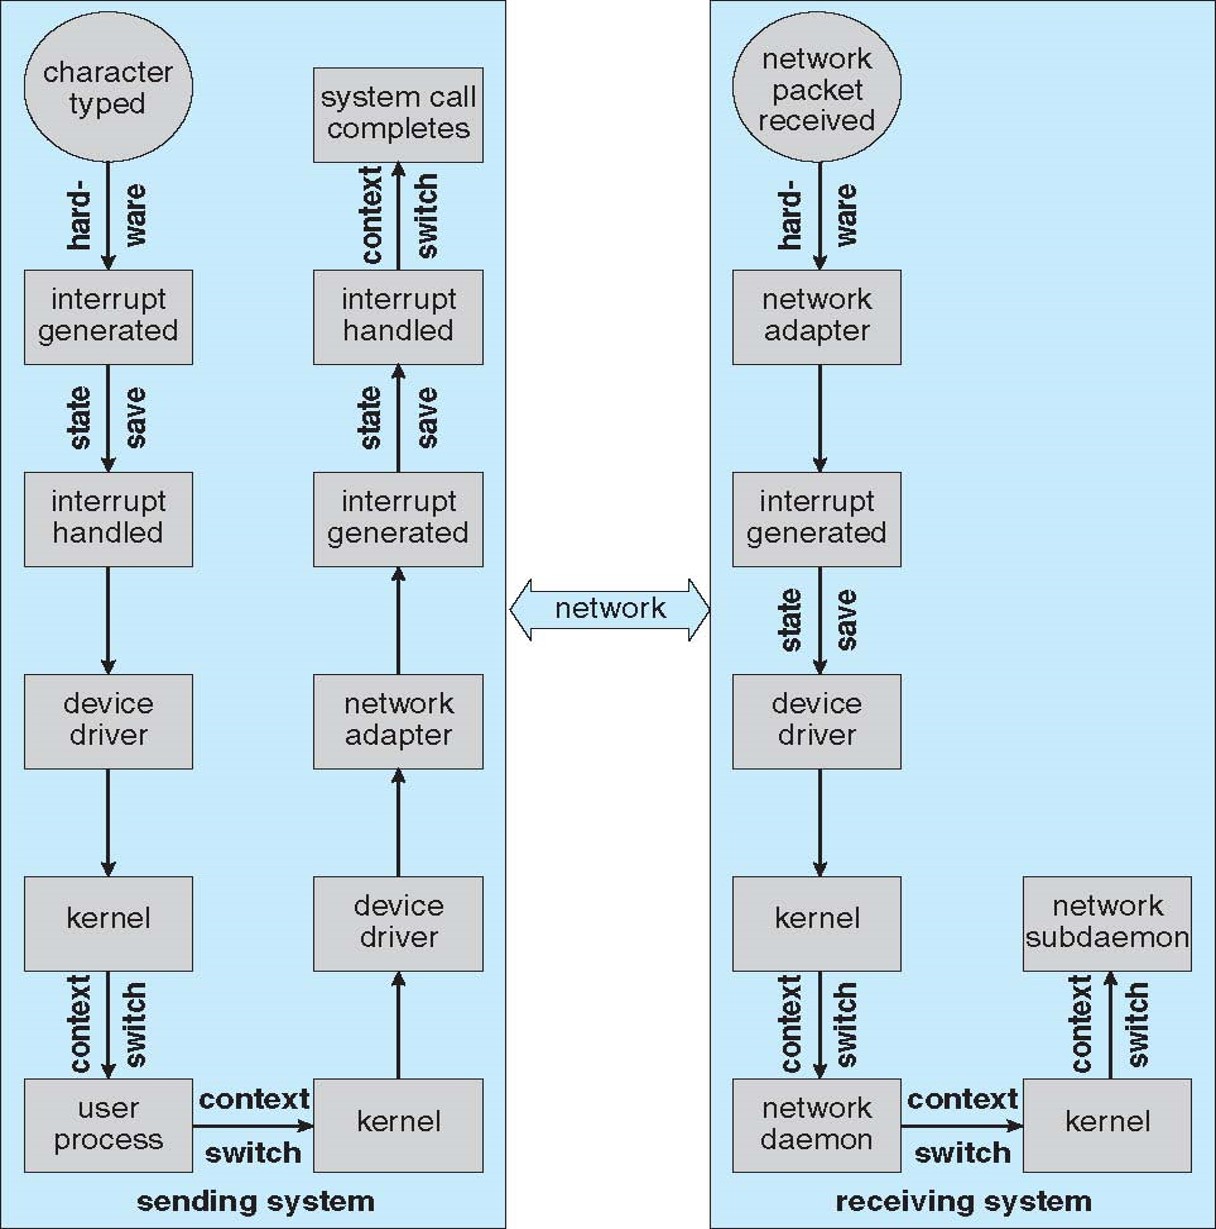 character
typed
hard-
ware
interrupt
generated
state
save
interrupt
handled
device
driver
kernel
context
switch
user
process
context
switch
kernel
device
driver
network
adapter
interrupt
generated
state
save
interrupt
handled
context
switch
system call
completes
sending system
network
network
packet
received
hard-
ware
network
adapter
interrupt
generated
state
save
device
driver
kernel
context
switch
network
daemon
context
switch
kernel
context
switch
network
subdaemon
receiving system